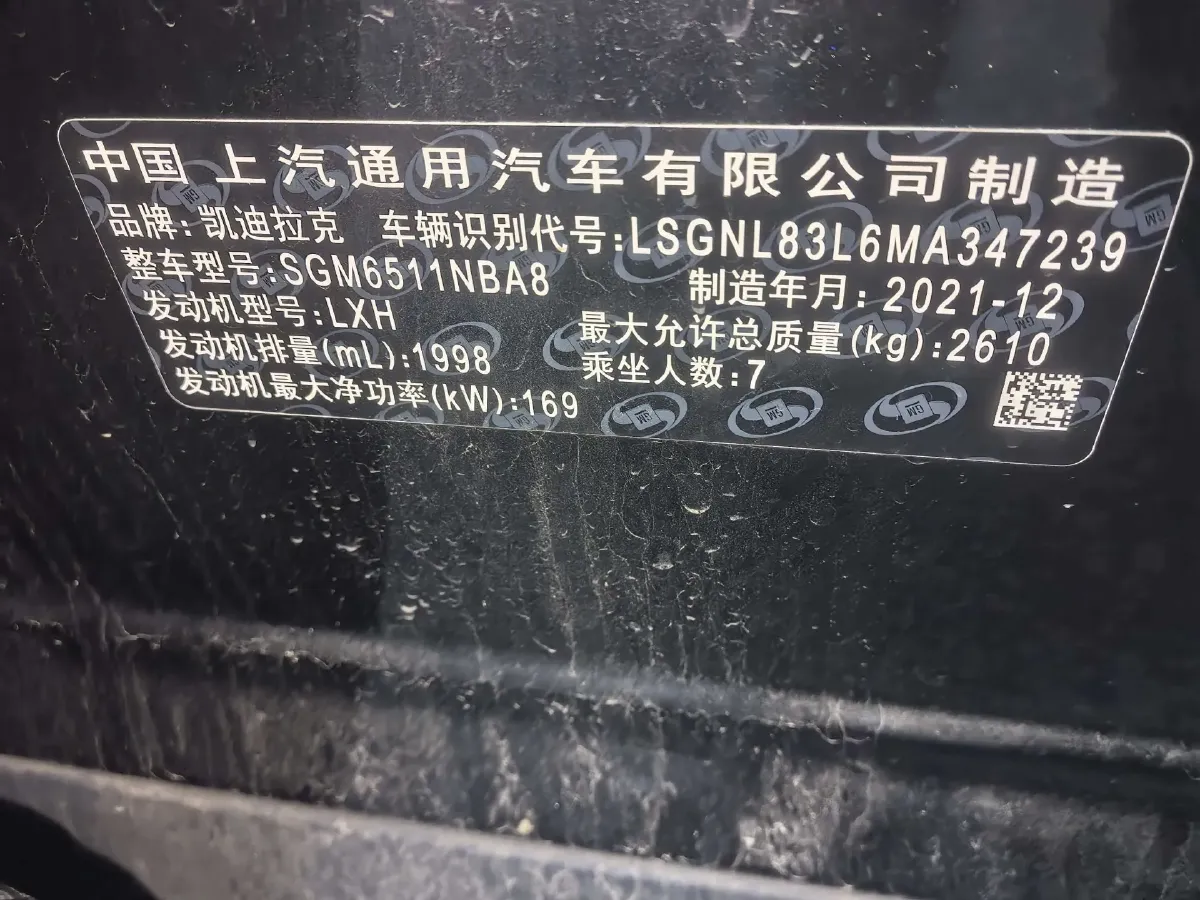 中国上汽通用汽车有限公司制造
品牌:凯迪拉克 车辆识别代号:LSGNL83L6MA347239
整车型号:SGM6511NBA8 制造年月:2021-12
发动机型号:LXH 最大允许总质量(kg):2610
发动机排量(mL):1998 乘坐人数:7
发动机最大净功率(kW):169
GM GM GM